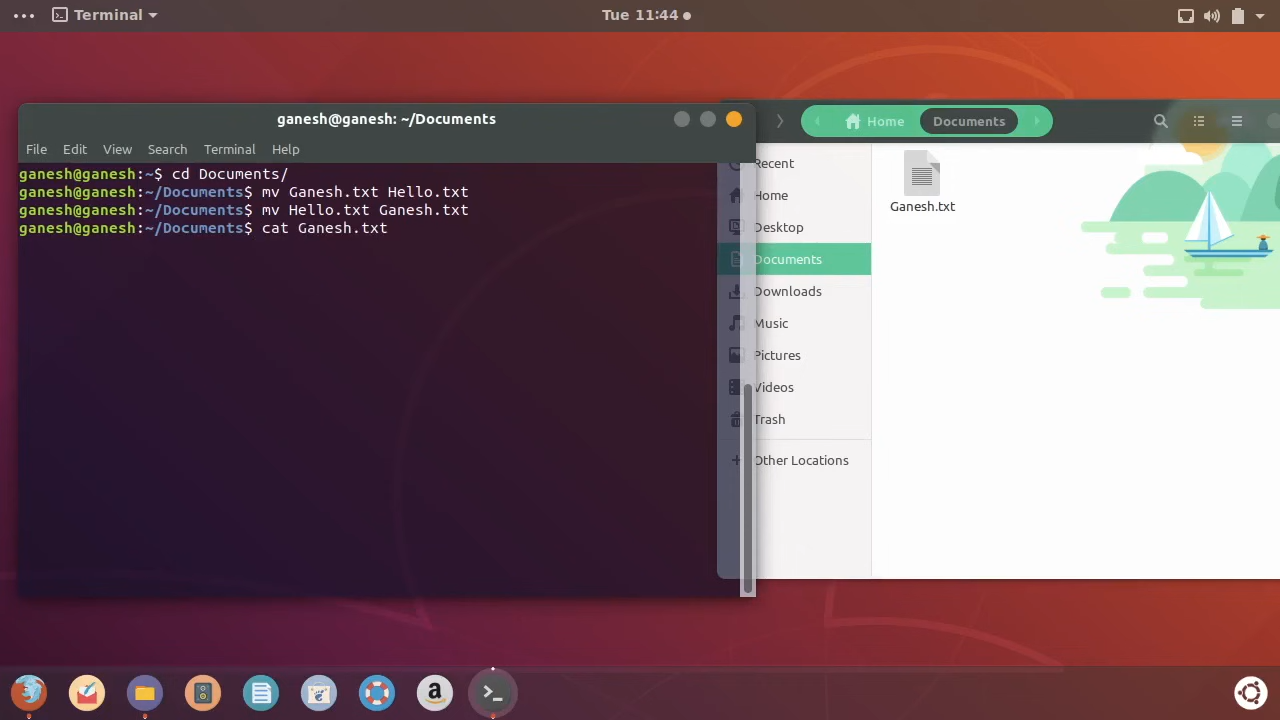 Terminal
Tue 11:44
ganesh@ganesh: ~/Documents
File Edit View Search Terminal Help
ganesh@ganesh:~$ cd Documents/
ganesh@ganesh:~/Documents$ mv Ganesh.txt Hello.txt
ganesh@ganesh:~/Documents$ mv Hello.txt Ganesh.txt
ganesh@ganesh:~/Documents$ cat Ganesh.txt
Home Documents
Recent
Home
Desktop
Documents
Downloads
Music
Pictures
Videos
Trash
+ Other Locations
Ganesh.txt